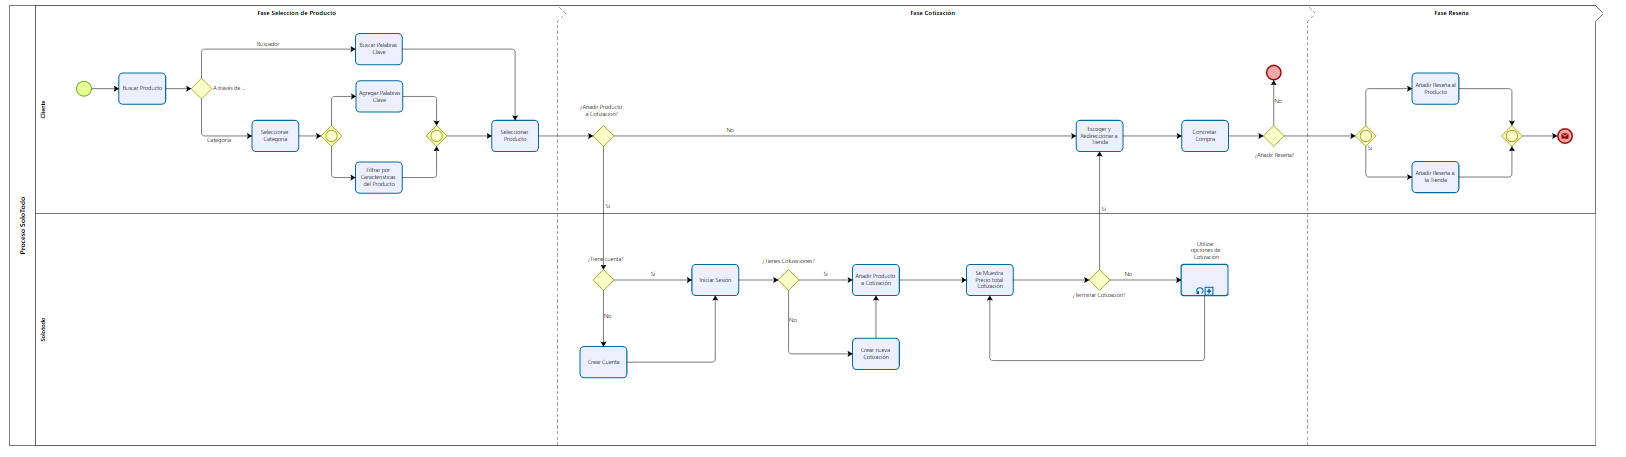 Fase Selección de Producto
Fase Cotización
Fase Reseña
Proceso SoloTodo
Cliente
Buscar Producto
A través de ...
Buscador
Categoria
Buscar Palabras
Clave
Seleccionar
Categoria
Agregar Palabras
Clave
Filtrar por
Características
del Producto
Seleccionar
Producto
¿Añadir Producto
a Cotización?
No
Si
Escoger y
Redireccionar a
Tienda
Concretar
Compra
¿Añadir Reseña?
No
Si
Añadir Reseña al
Producto
Añadir Reseña a
la Tienda
Solotodo
¿Tiene cuenta?
Si
No
Crear Cuenta
Iniciar Sesión
¿Tienes Cotizaciones?
Si
No
Crear nueva
Cotización
Añadir Producto
a Cotización
Se Muestra
Precio total
Cotización
¿Terminar Cotización?
Si
No
Utilizar
opciones de
Cotización